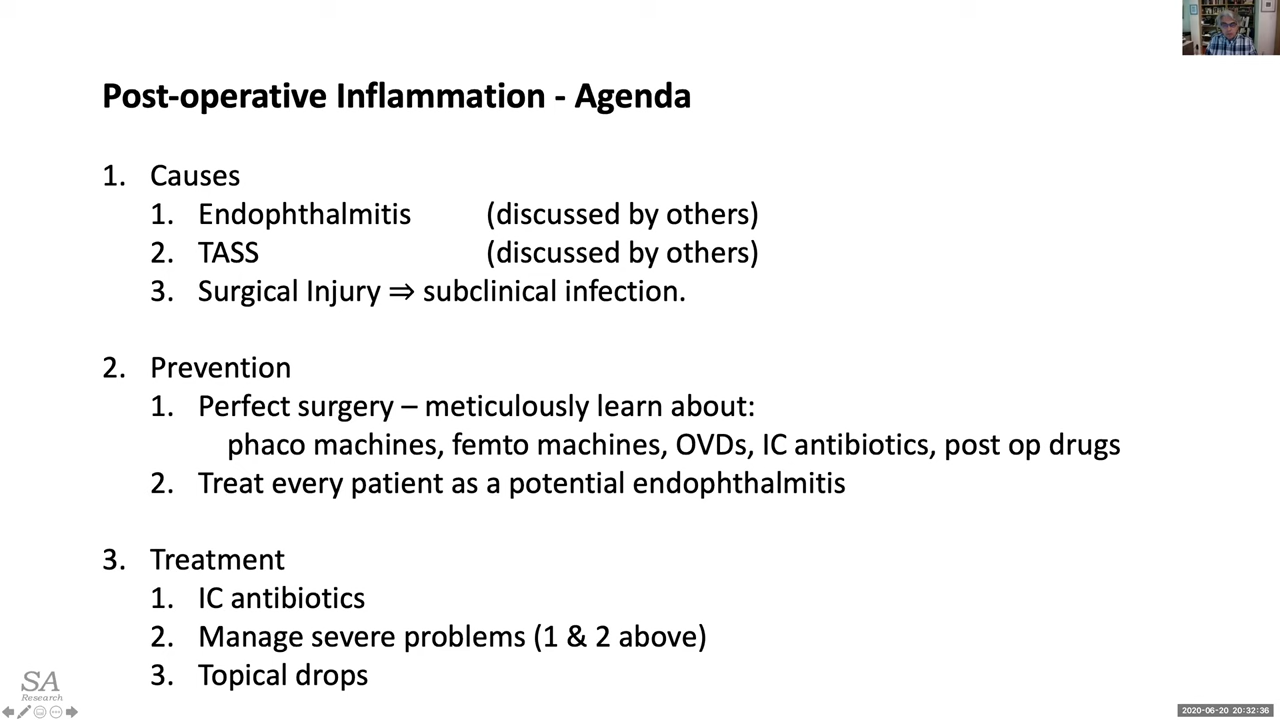 Post-operative Inflammation - Agenda
1. Causes
1. Endophthalmitis (discussed by others)
2. TASS (discussed by others)
3. Surgical Injury ⇒ subclinical infection.
2. Prevention
1. Perfect surgery – meticulously learn about:
phaco machines, femto machines, OVDs, IC antibiotics, post op drugs
2. Treat every patient as a potential endophthalmitis
3. Treatment
1. IC antibiotics
2. Manage severe problems (1 & 2 above)
3. Topical drops
SA
Research
2020-06-20 20:32:36